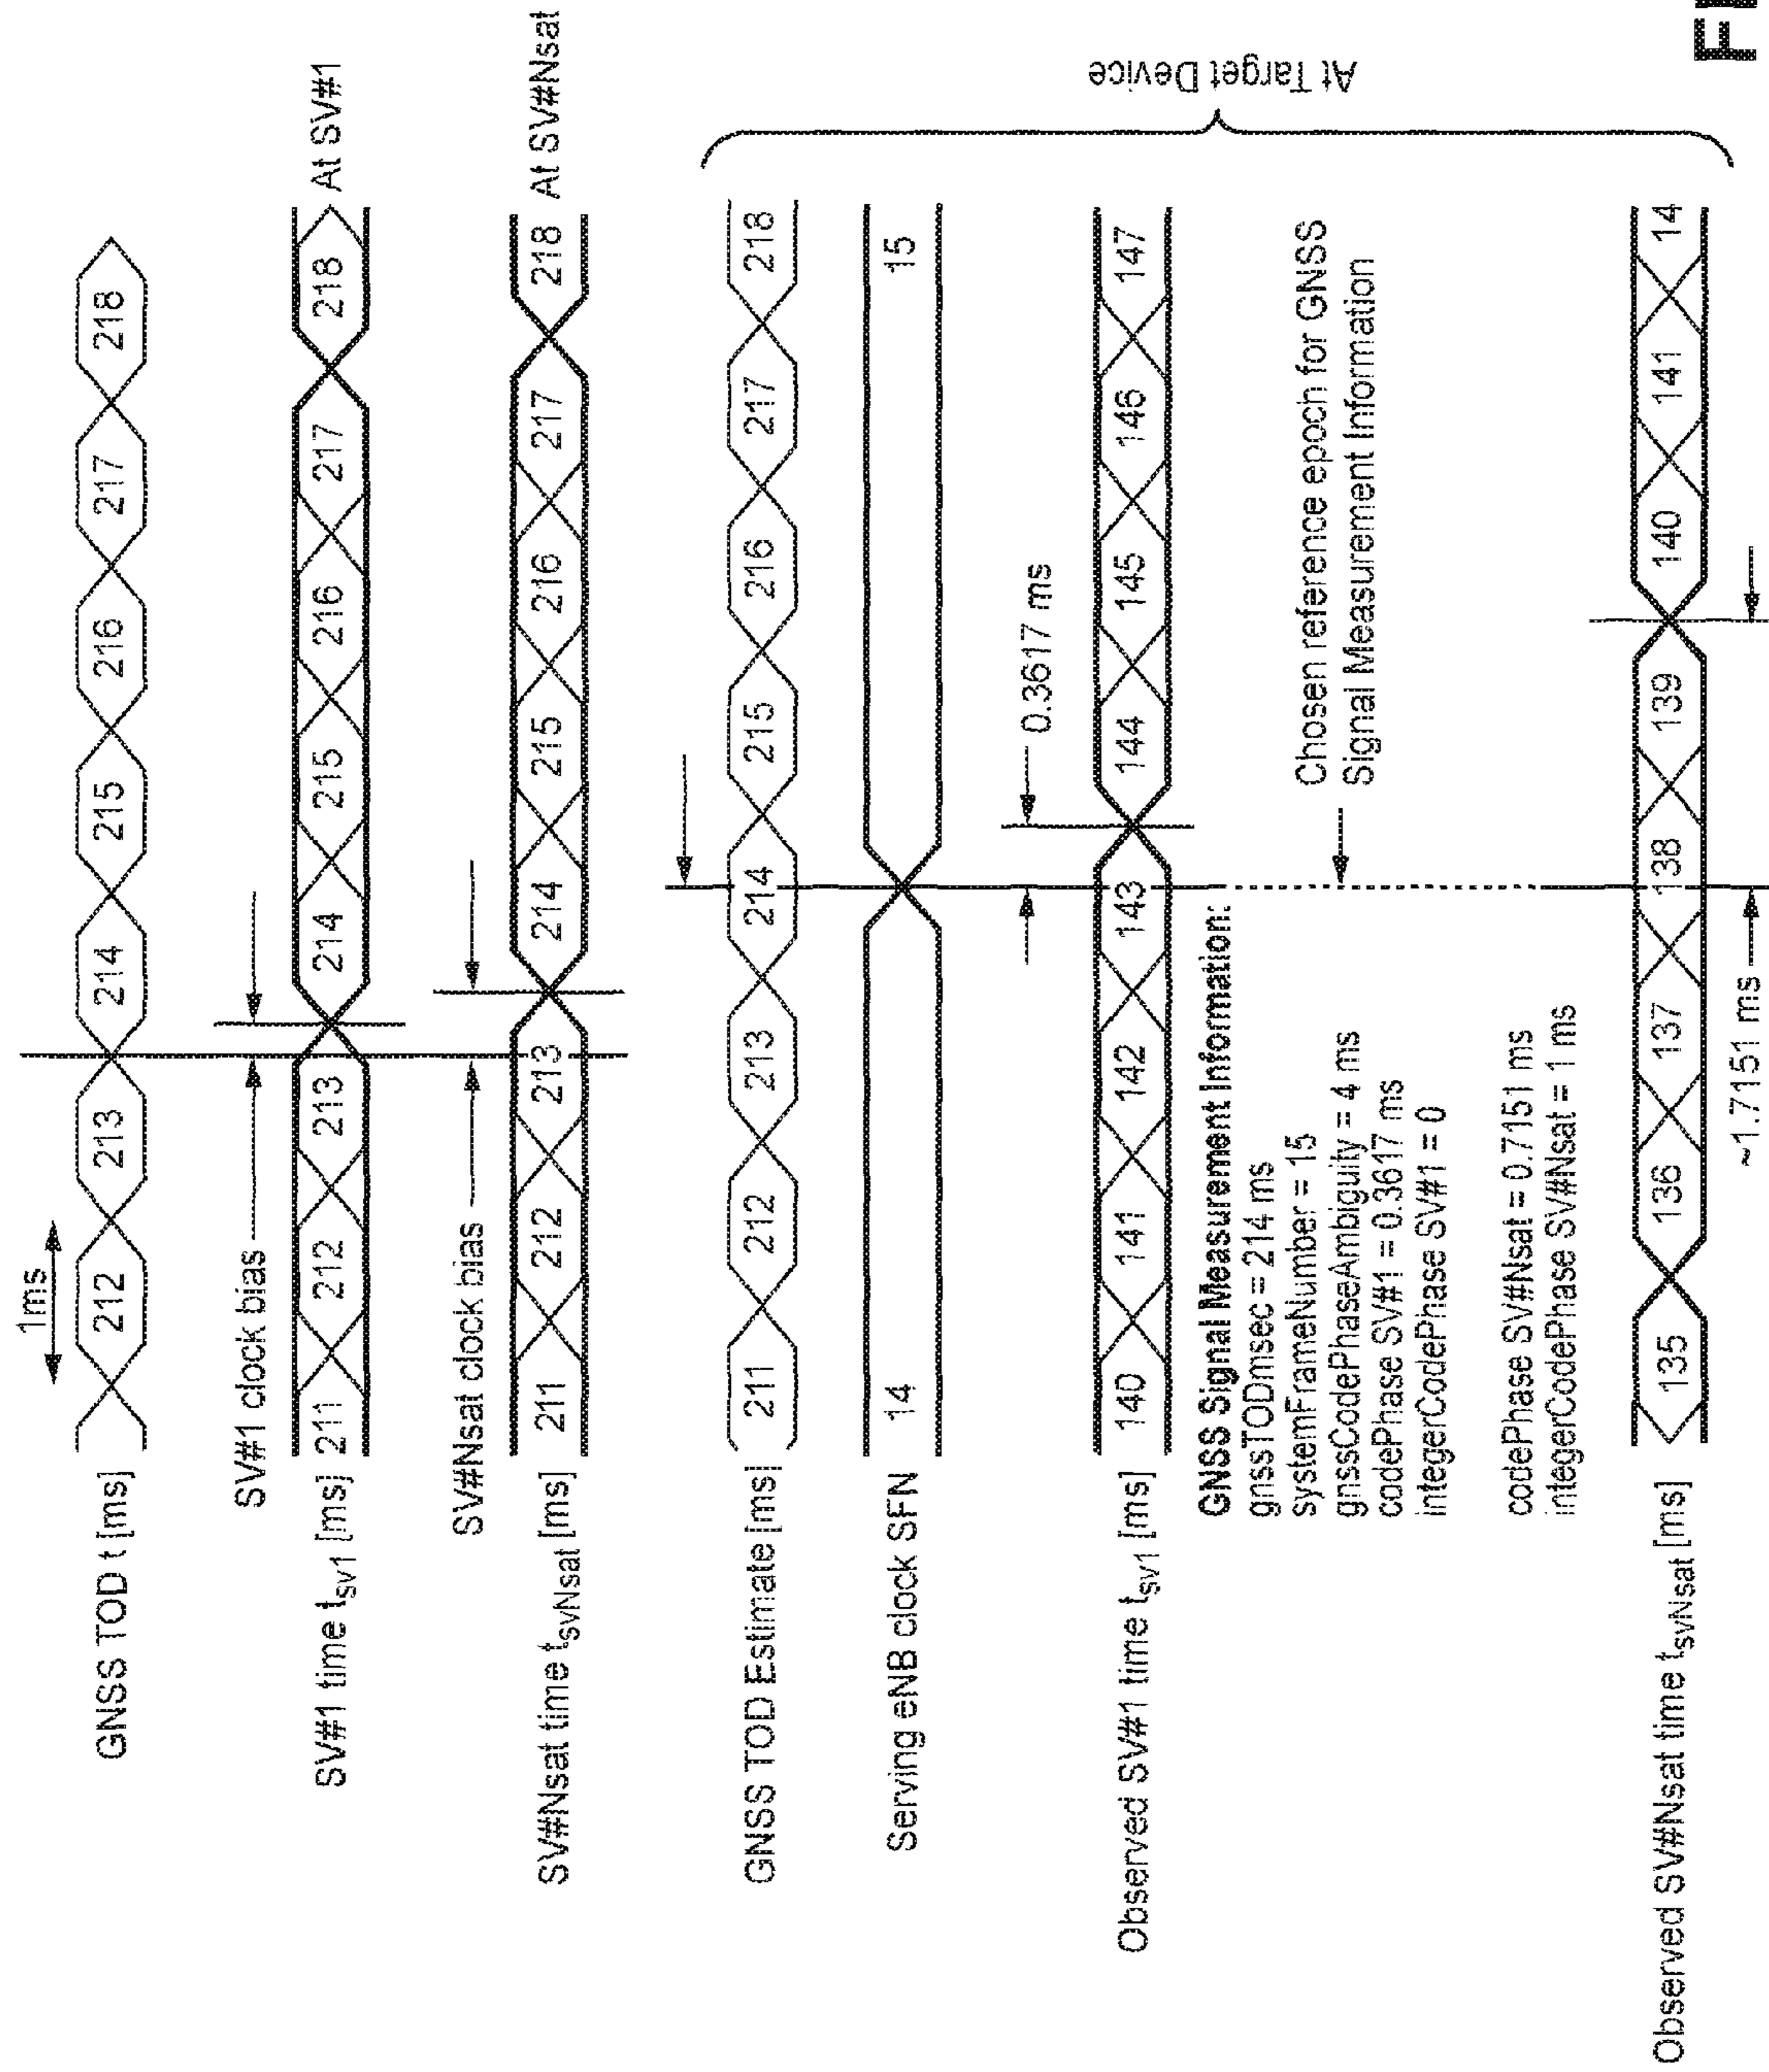 1ms
GNSS TOD t [ms] 212 213 214 215 216 217 218
SV#1 clock bias
SV#1 time tsv1 [ms] 211 212 213 214 215 216 217 218 At SV#1
SV#Nsat clock bias
SV#Nsat time tsvNsat [ms] 211 212 213 214 215 216 217 218 At SV#Nsat
GNSS TOD Estimate [ms] 211 212 213 214 215 216 217 218
Serving eNB clock SFN 14 15
0.3617 ms
Observed SV#1 time tsv1 [ms] 140 141 142 143 144 145 146 147
At Target Device
GNSS Signal Measurement Information:
gnssTODmsec = 214 ms
systemFrameNumber = 15
gnssCodePhaseAmbiguity = 4 ms
codePhase SV#1 = 0.3617 ms
integerCodePhase SV#1 = 0
codePhase SV#Nsat = 0.7151 ms
integerCodePhase SV#Nsat = 1 ms
Chosen reference epoch for GNSS
Signal Measurement Information
Observed SV#Nsat time tsvNsat [ms] 135 136 137 138 139 140 141 14
~1.7151 ms